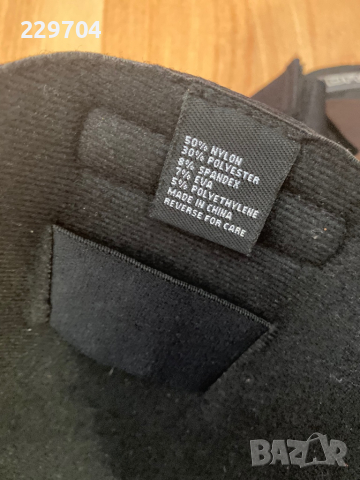 229704
50% NYLON
30% POLYESTER
8% SPANDEX
7% EVA
5% POLYETHYLENE
MADE IN CHINA
REVERSE FOR CARE
BAZAR